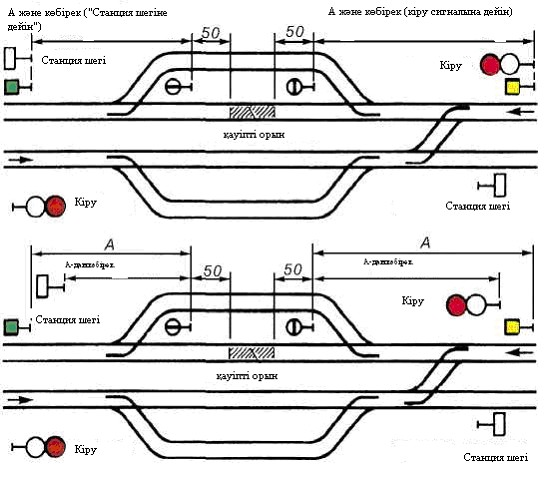 А және көбірек ("Станция шегіне
дейін")
50
50
А және көбірек (кіру сигналына дейін)
Станция шегі
Кіру
қауіпті орын
Кіру
Станция шегі
А
А
50
50
Станция шегі
Кіру
қауіпті орын
Кіру
Станция шегі